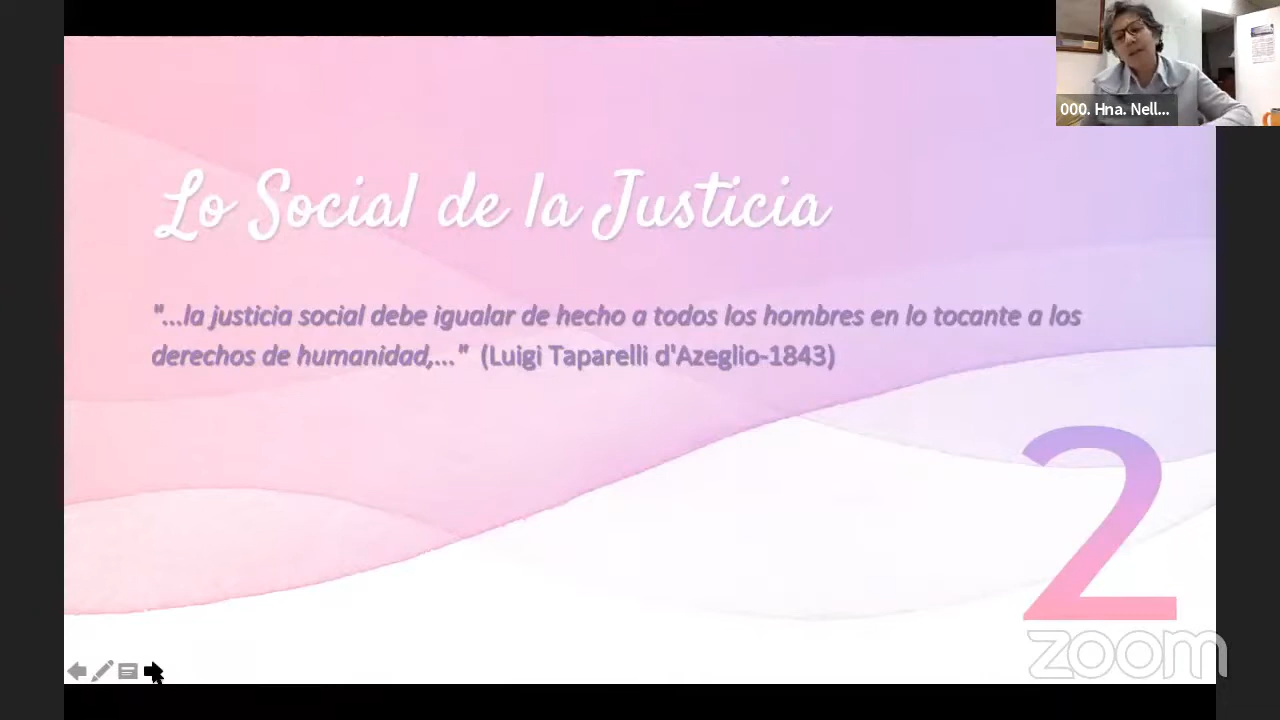 000. Hna. Nell...
Lo Social de la Justicia
"...la justicia social debe igualar de hecho a todos los hombres en lo tocante a los
derechos de humanidad,..." (Luigi Taparelli d'Azeglio-1843)
2
zoom